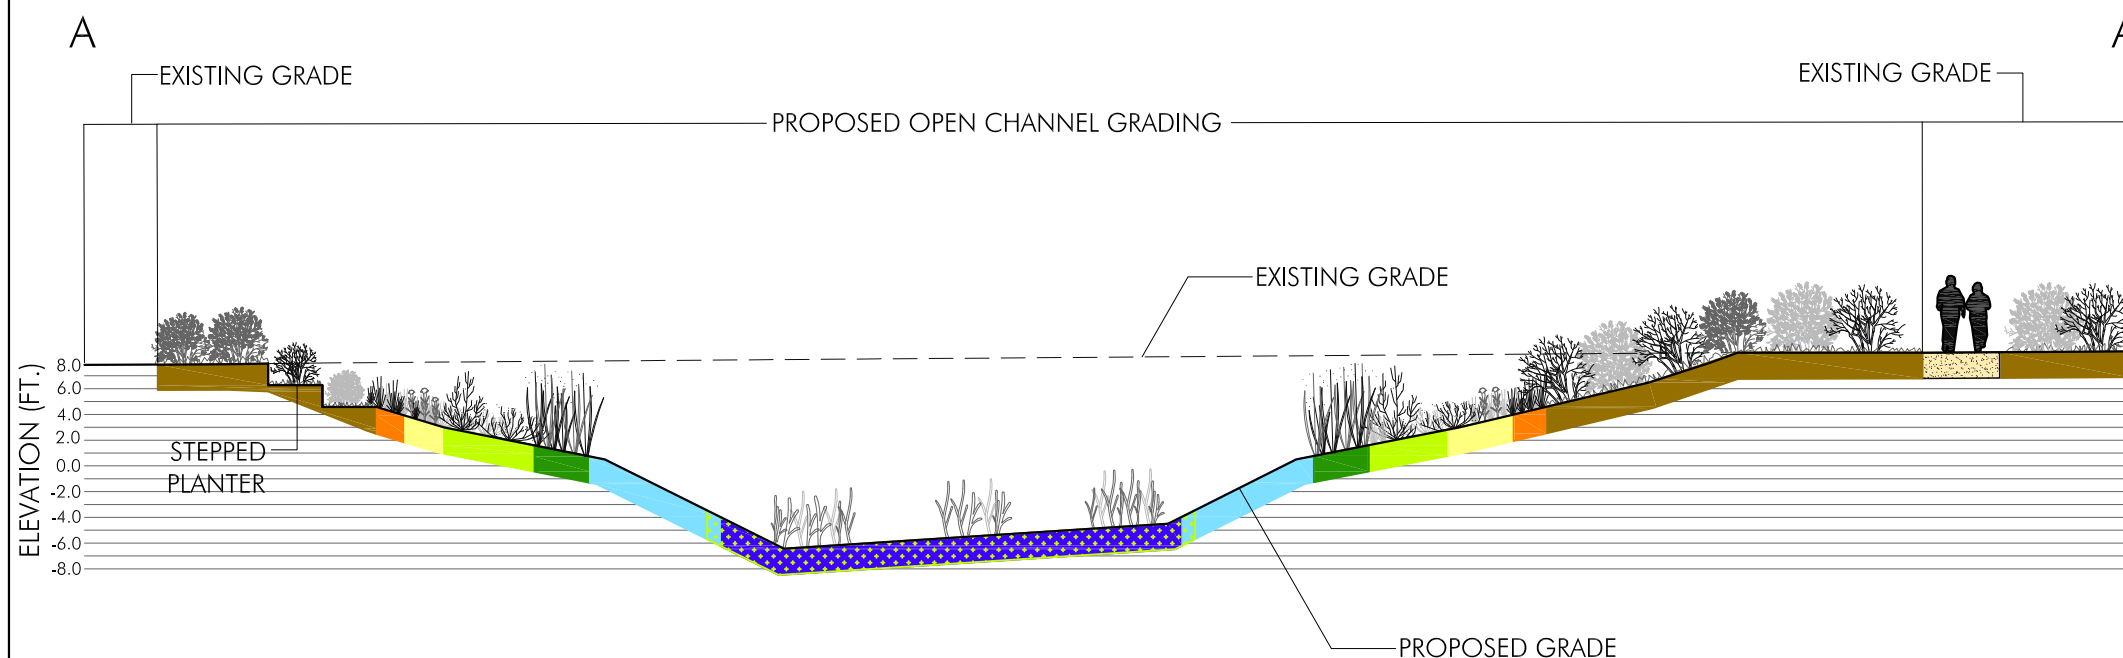 A
A
EXISTING GRADE
EXISTING GRADE
PROPOSED OPEN CHANNEL GRADING
EXISTING GRADE
ELEVATION (FT.)
8.0
6.0
4.0
2.0
0.0
-2.0
-4.0
-6.0
-8.0
STEPPED
PLANTER
PROPOSED GRADE